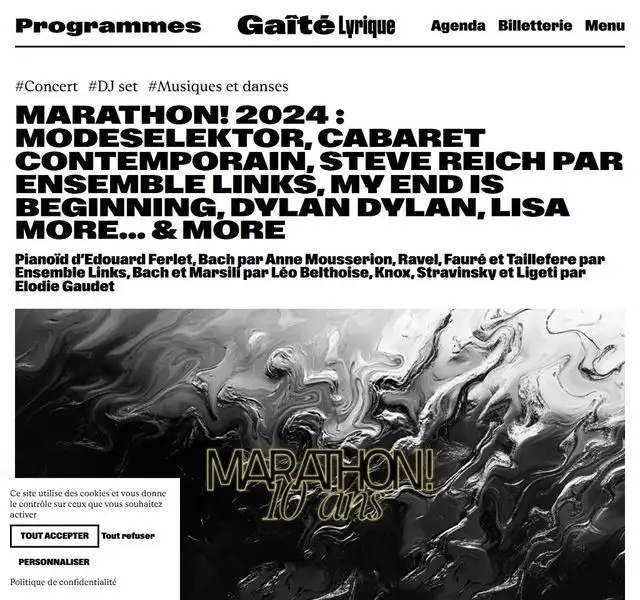 Programmes
Gaîté Lyrique
Agenda Billetterie Menu
#Concert #DJ set #Musiques et danses
MARATHON! 2024 :
MODESELEKTOR, CABARET
CONTEMPORAIN, STEVE REICH PAR
ENSEMBLE LINKS, MY END IS
BEGINNING, DYLAN DYLAN, LISA
MORE... & MORE
Pianoïd d’Edouard Ferlet, Bach par Anne Mousserion, Ravel, Fauré et Taillefere par
Ensemble Links, Bach et Marsili par Léo Belthoise, Knox, Stravinsky et Ligeti par
Elodie Gaudet
MARATHON!
10 ans
Ce site utilise des cookies et vous donne
le contrôle sur ceux que vous souhaitez
activer
TOUT ACCEPTER Tout refuser
PERSONNALISER
Politique de confidentialité